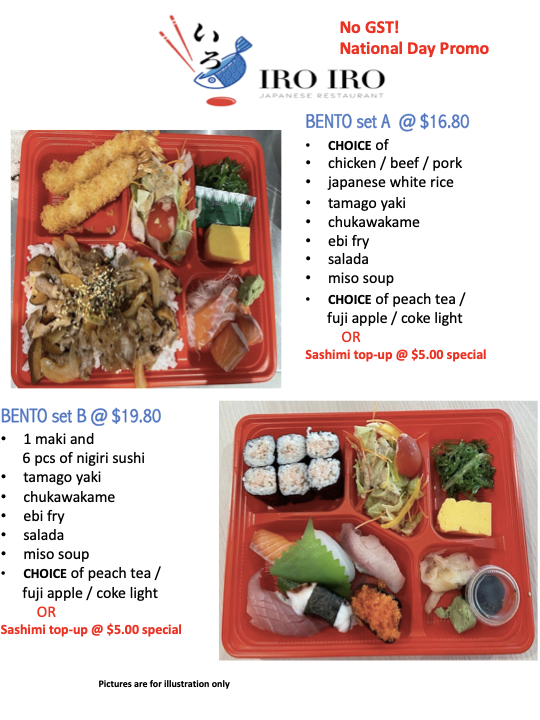 No GST!
National Day Promo
いろ
IRO IRO
JAPANESE RESTAURANT
BENTO set A @ $16.80
• CHOICE of
• chicken / beef / pork
• japanese white rice
• tamago yaki
• chukawakame
• ebi fry
• salada
• miso soup
• CHOICE of peach tea /
fuji apple / coke light
OR
Sashimi top-up @ $5.00 special
BENTO set B @ $19.80
• 1 maki and
6 pcs of nigiri sushi
• tamago yaki
• chukawakame
• ebi fry
• salada
• miso soup
• CHOICE of peach tea /
fuji apple / coke light
OR
Sashimi top-up @ $5.00 special
Pictures are for illustration only